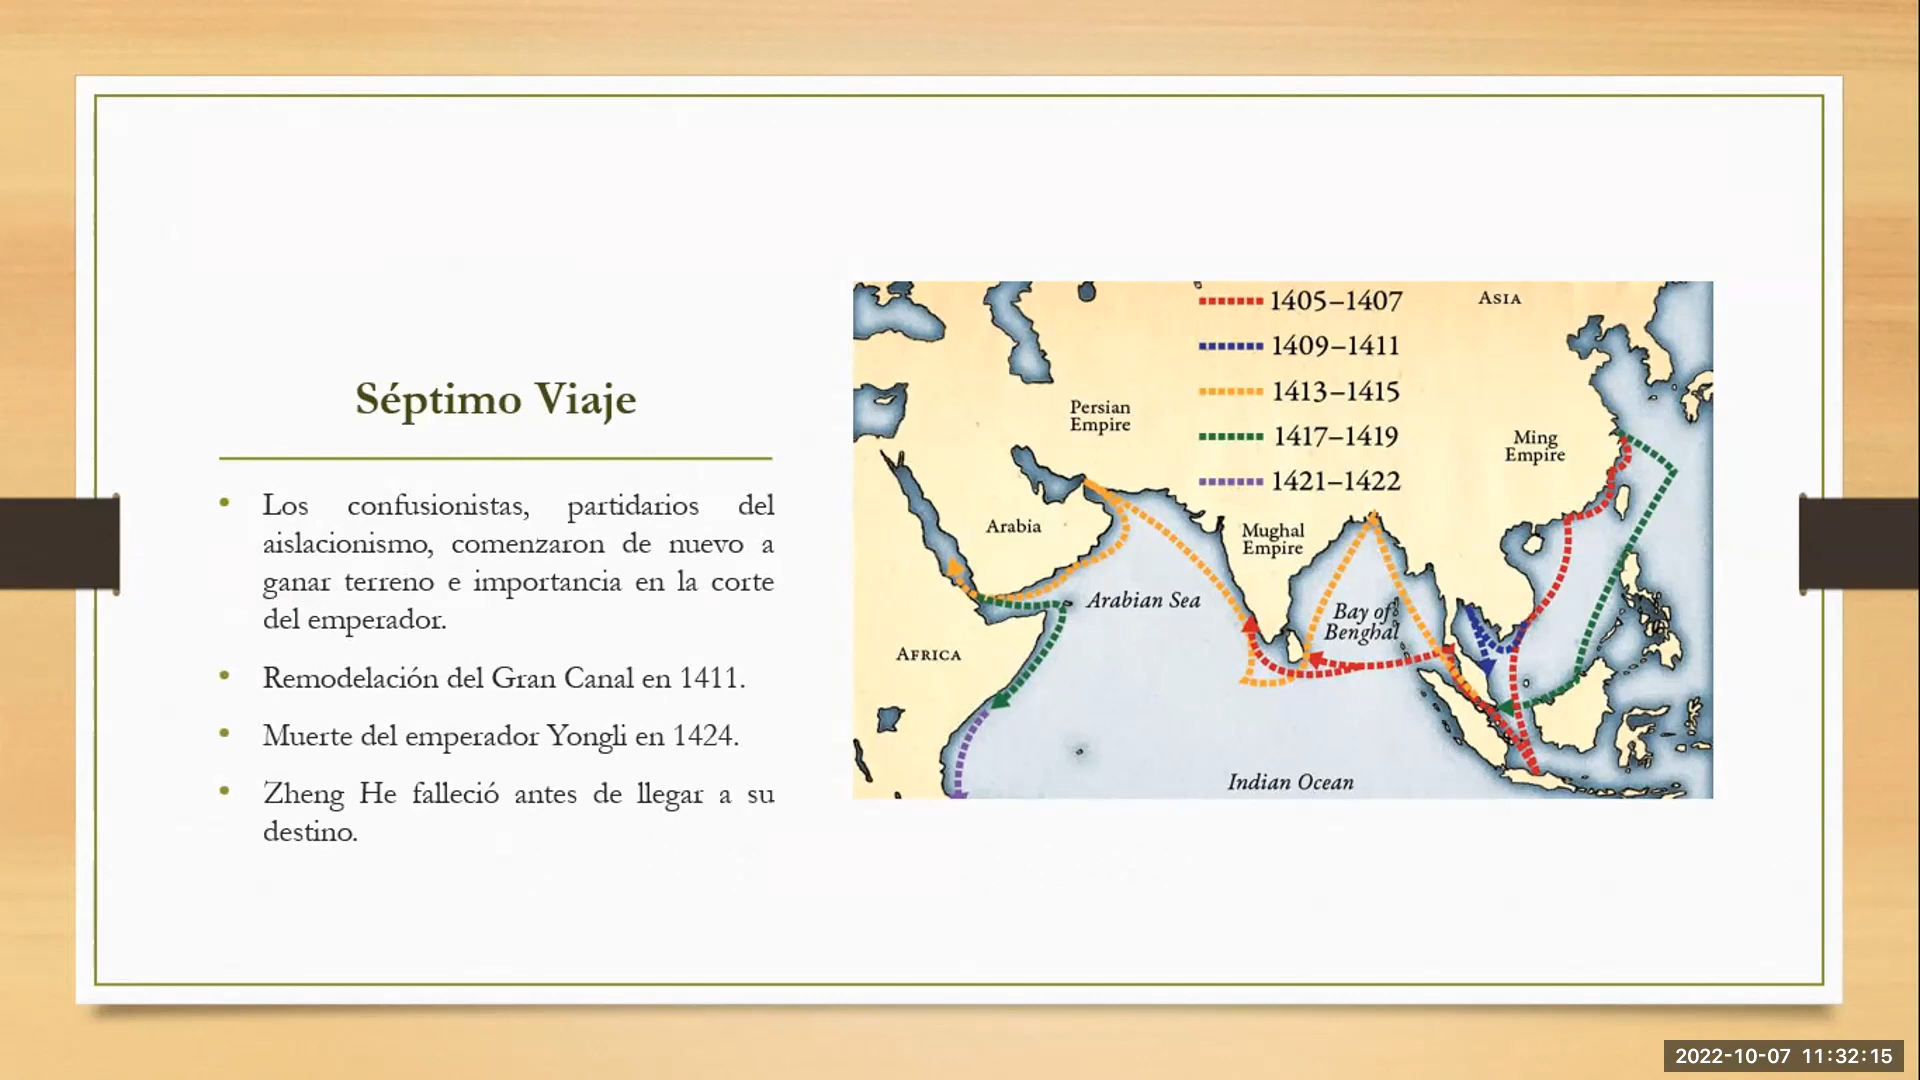 Séptimo Viaje
Los confusionistas, partidarios del
aislacionismo, comenzaron de nuevo a
ganar terreno e importancia en la corte
del emperador.
Remodelación del Gran Canal en 1411.
Muerte del emperador Yongli en 1424.
Zheng He falleció antes de llegar a su
destino.
1405–1407
1409–1411
1413–1415
1417–1419
1421–1422
ASIA
Persian
Empire
Ming
Empire
Arabia
Mughal
Empire
Arabian Sea
Bay of
Benghal
AFRICA
Indian Ocean
2022-10-07 11:32:15